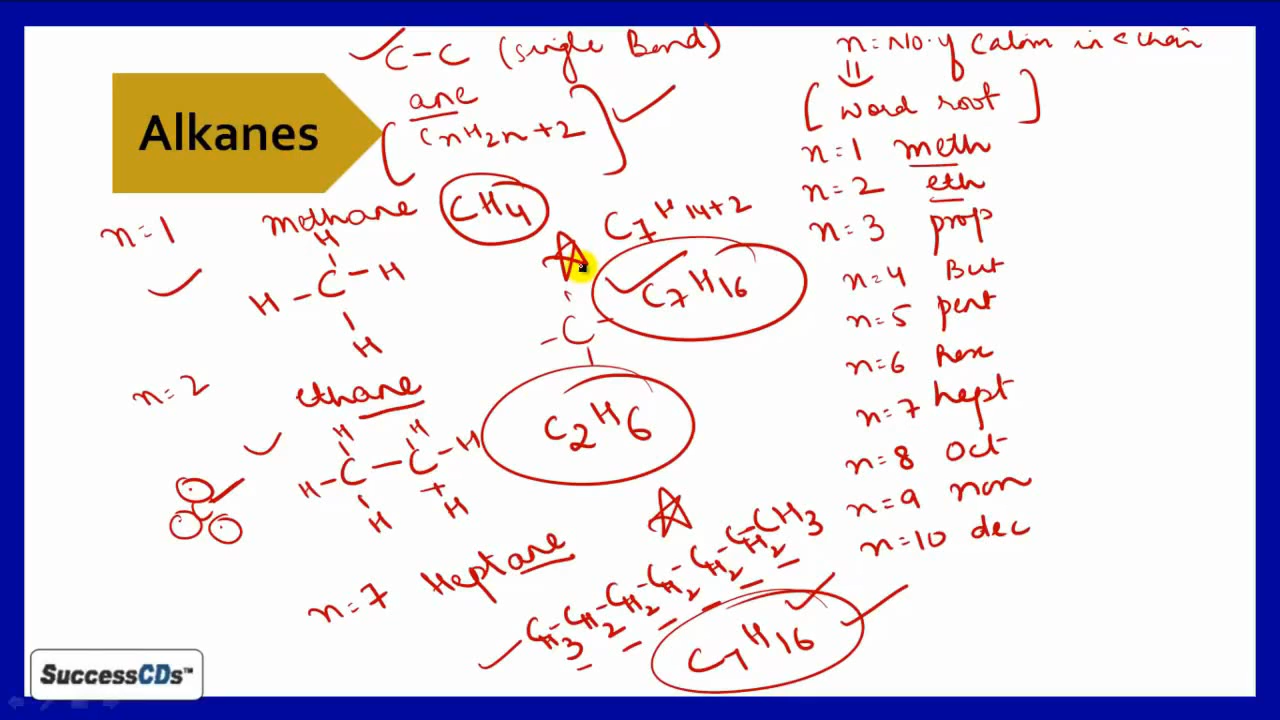 C-C (Single Bond)
n = No. of Carbon in C chain
ane
CnH2n+2
[word root]
Alkanes
n=1 meth
n=2 eth
n=3 prop
n=4 But
n=5 pent
n=6 hex
n=7 hept
n=8 Oct
n=9 non
n=10 dec
n=1 methane CH4
H
H-C-H
H
C7H14+2
C7H16
C
n=2 ethane
C2H6
H H
H-C-C-H
H H
C
n=7 Heptane
CH3-CH2-CH2-CH2-CH2-CH2-CH3
C7H16
SuccessCDs™